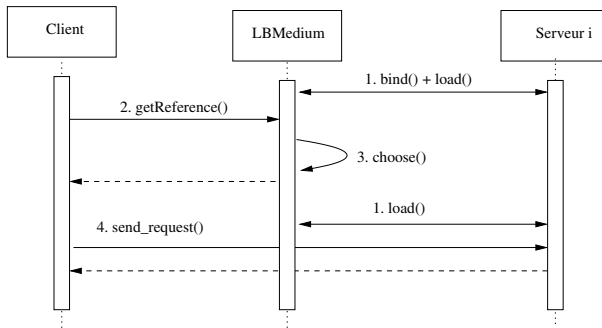 Client
LBMedium
Serveur i
1. bind() + load()
2. getReference()
3. choose()
1. load()
4. send_request()